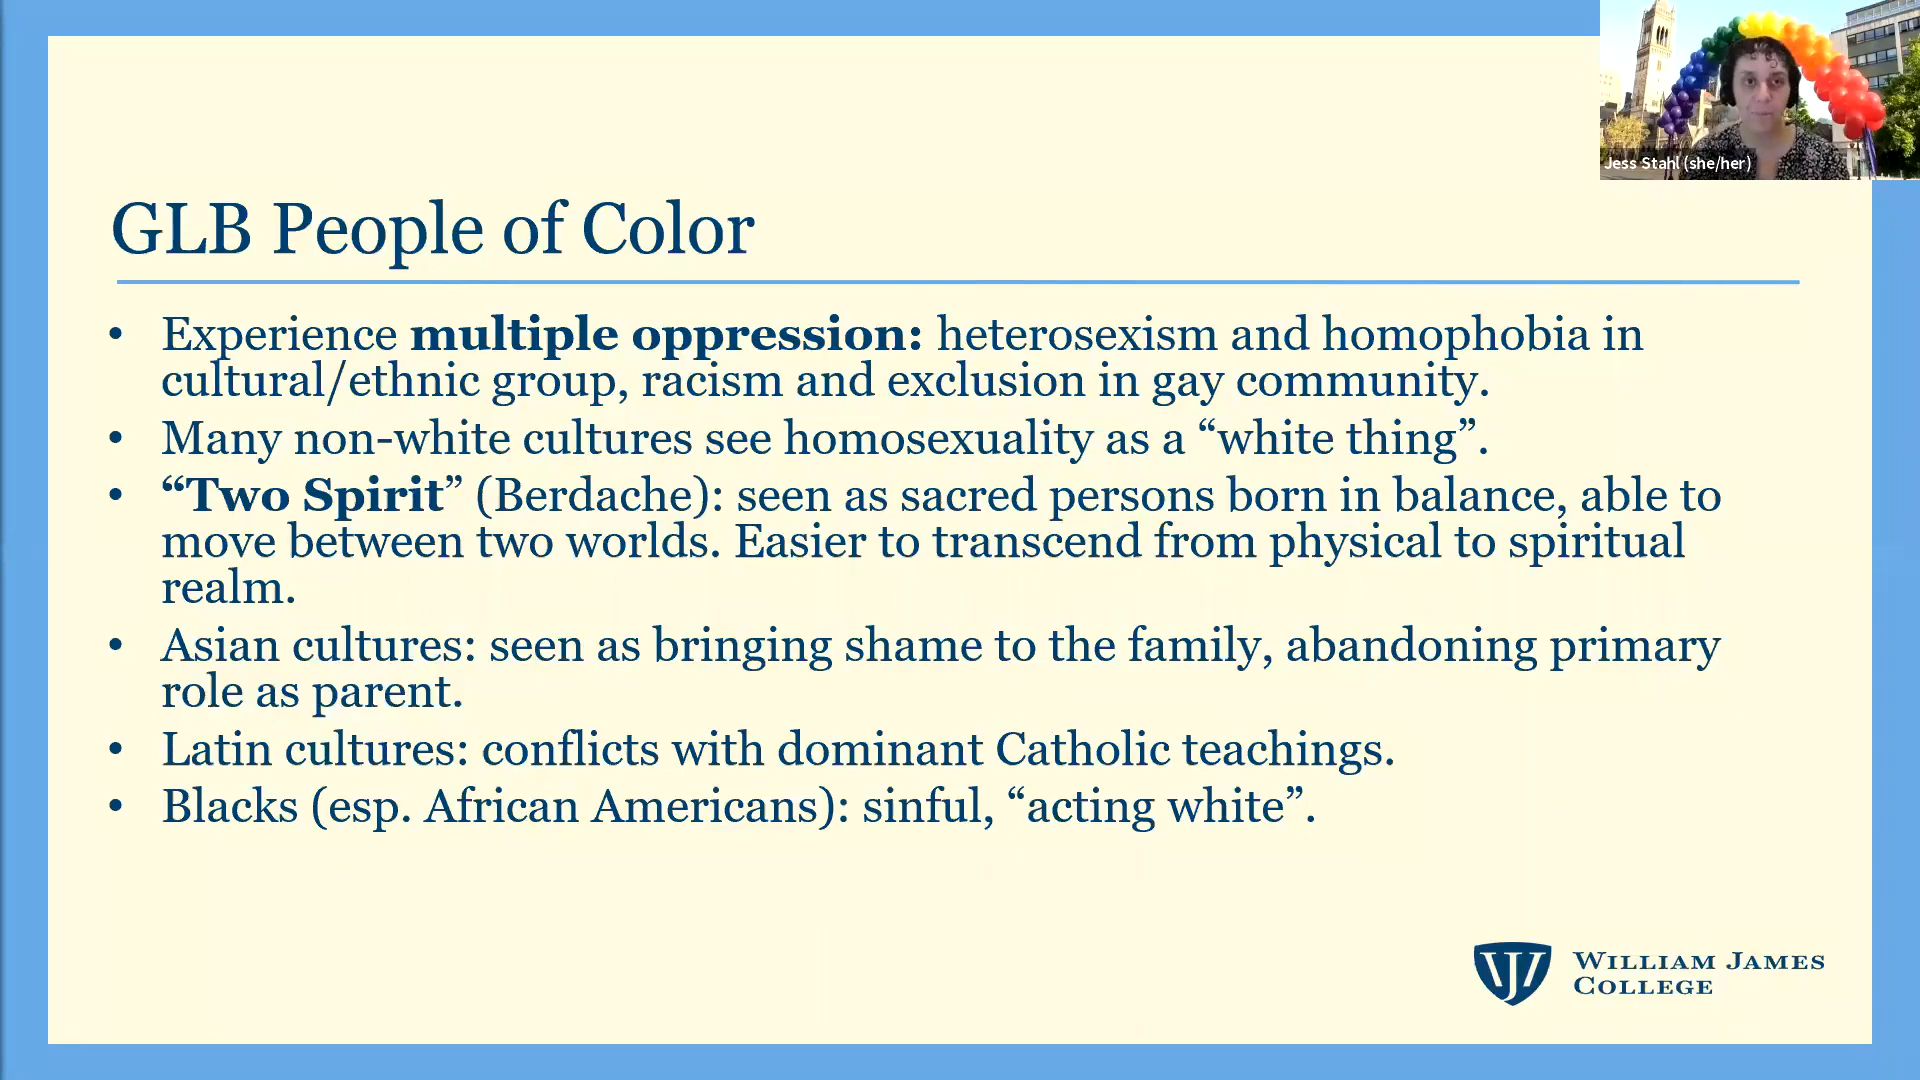 Jess Stahl (she/her)
GLB People of Color
• Experience multiple oppression: heterosexism and homophobia in
cultural/ethnic group, racism and exclusion in gay community.
• Many non-white cultures see homosexuality as a “white thing”.
• “Two Spirit” (Berdache): seen as sacred persons born in balance, able to
move between two worlds. Easier to transcend from physical to spiritual
realm.
• Asian cultures: seen as bringing shame to the family, abandoning primary
role as parent.
• Latin cultures: conflicts with dominant Catholic teachings.
• Blacks (esp. African Americans): sinful, “acting white”.
WILLIAM JAMES
COLLEGE